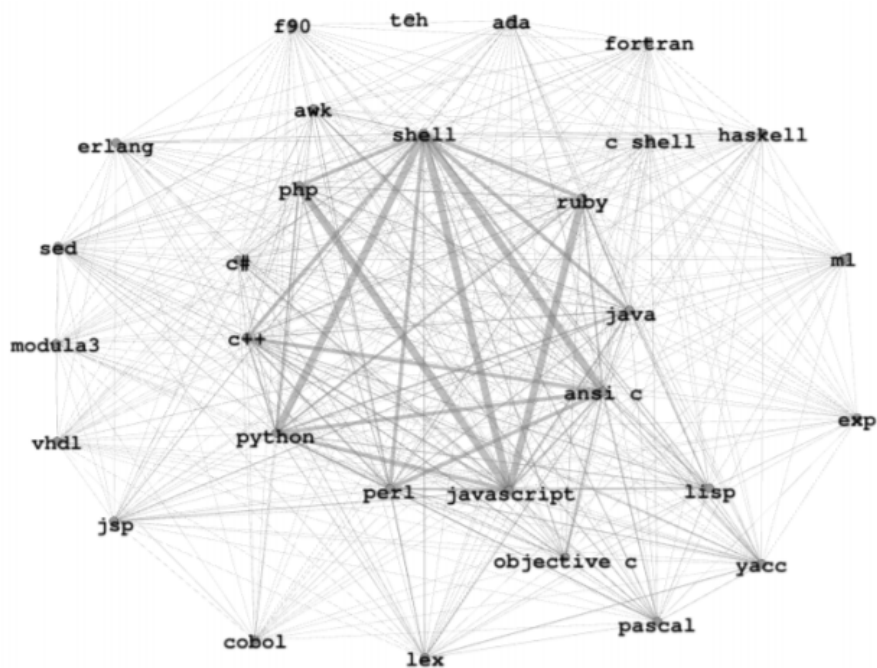 f90
tch
ada
fortran
awk
shell
c shell
haskell
erlang
php
ruby
sed
c#
ml
java
modula3
c++
ansi c
exp
vhdl
python
perl
javascript
lisp
jsp
objective c
yacc
cobol
lex
pascal